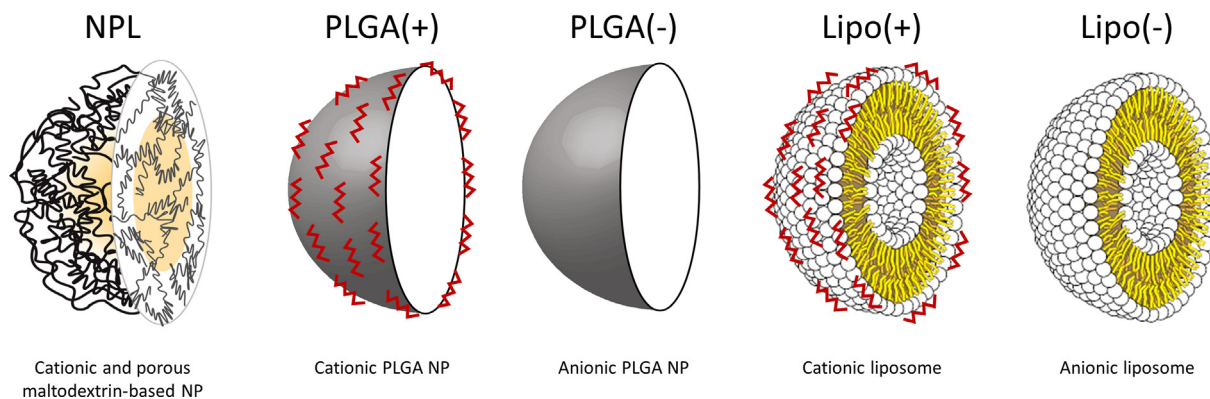 NPL
PLGA(+)
PLGA(-)
Lipo(+)
Lipo(-)
Cationic and porous
maltodextrin-based NP
Cationic PLGA NP
Anionic PLGA NP
Cationic liposome
Anionic liposome